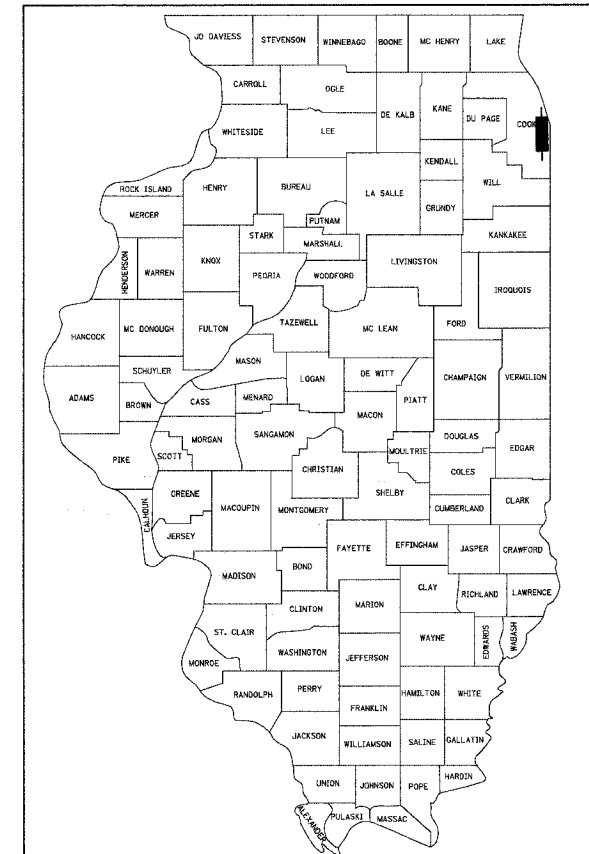 JO DAVIESS STEVENSON WINNEBAGO BOONE MC HENRY LAKE
CARROLL OGLE DE KALB KANE DU PAGE COOK
WHITESIDE LEE
KENDALL
ROCK ISLAND HENRY BUREAU LA SALLE GRUNDY WILL
MERCER PUTNAM
STARK MARSHALL KANKAKEE
HENDERSON WARREN KNOX PEORIA WOODFORD LIVINGSTON IROQUOIS
HANCOCK MC DONOUGH FULTON TAZEWELL MC LEAN FORD
MASON
SCHUYLER LOGAN DE WITT CHAMPAIGN VERMILION
ADAMS BROWN CASS MENARD MACON PIATT
MORGAN SANGAMON DOUGLAS
PIKE SCOTT CHRISTIAN MOULTRIE EDGAR
COLES
SHELBY
GREENE MACOUPIN MONTGOMERY CUMBERLAND CLARK
CALHOUN
JERSEY FAYETTE EFFINGHAM JASPER CRAWFORD
BOND
MADISON CLAY RICHLAND LAWRENCE
CLINTON MARION
ST. CLAIR WAYNE EDWARDS WABASH
WASHINGTON JEFFERSON
MONROE
RANDOLPH PERRY HAMILTON WHITE
FRANKLIN
JACKSON WILLIAMSON SALINE GALLATIN
UNION JOHNSON POPE HARDIN
ALEXANDER PULASKI MASSAC